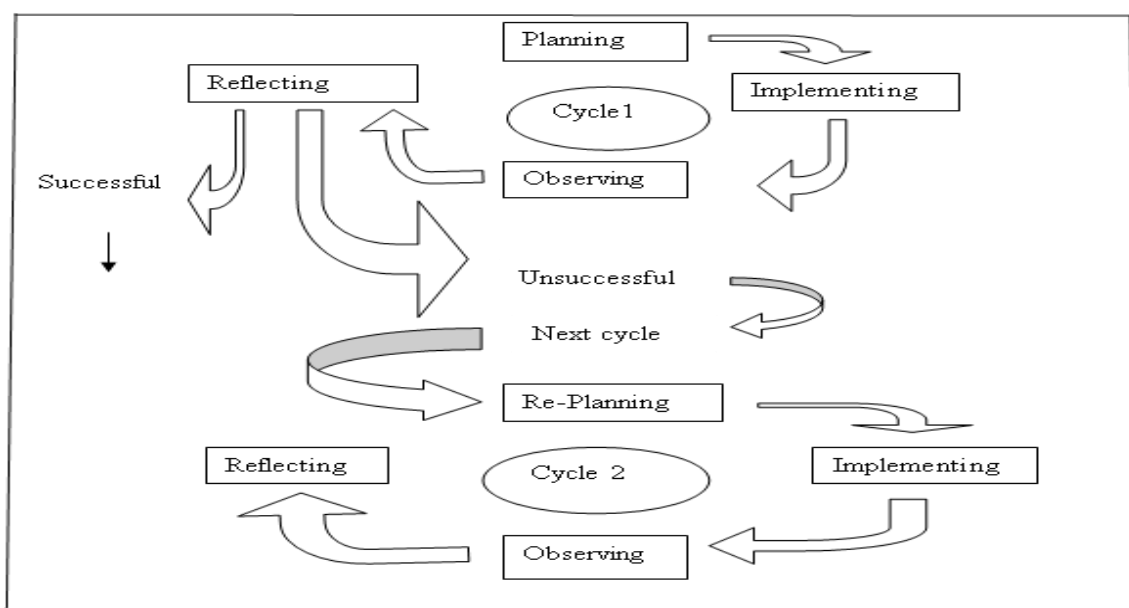 Planning
Reflecting
Implementing
Cycle1
Observing
Successful
Unsuccessful
Next cycle
Re-Planning
Reflecting
Implementing
Cycle 2
Observing